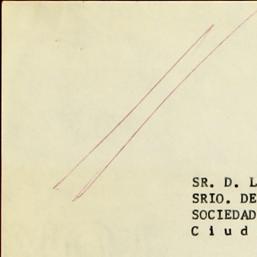 SR. D. L
SRIO. DE
SOCIEDAD
C i u d